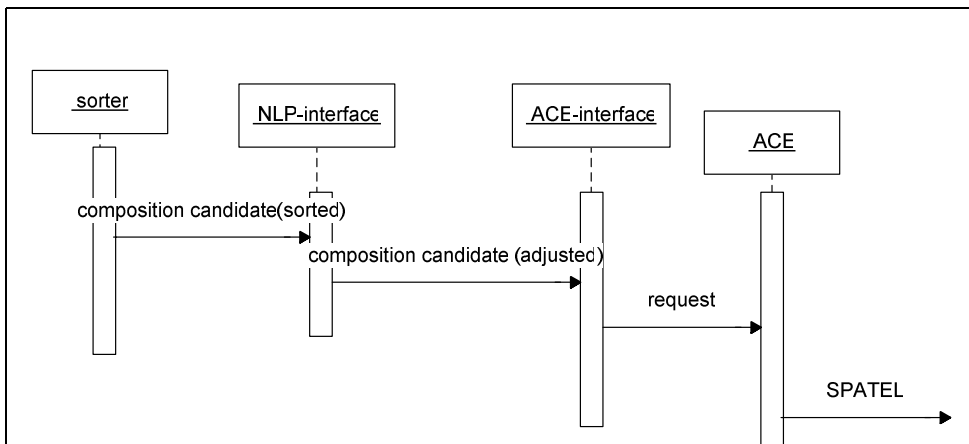 sorter
NLP-interface
ACE-interface
ACE
composition candidate(sorted)
composition candidate (adjusted)
request
SPATEL